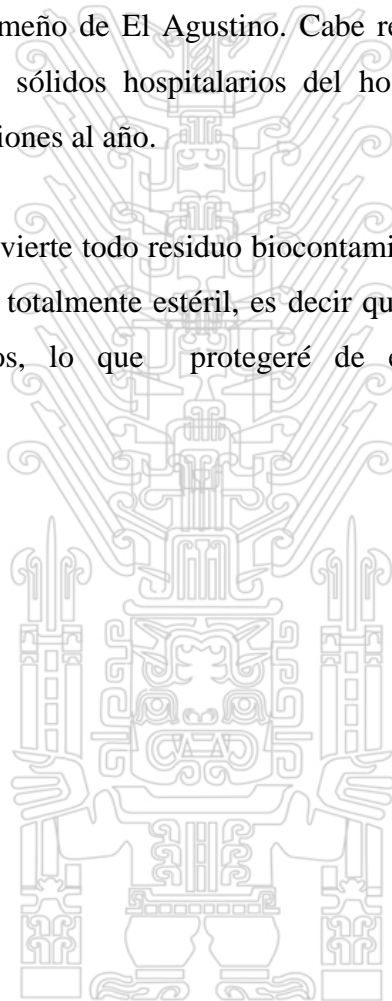 meño de El Agustino. Cabe re
sólidos hospitalarios del ho
iones al año.
vierte todo residuo biocontami
totalmente estéril, es decir qu
os, lo que protegeré de e